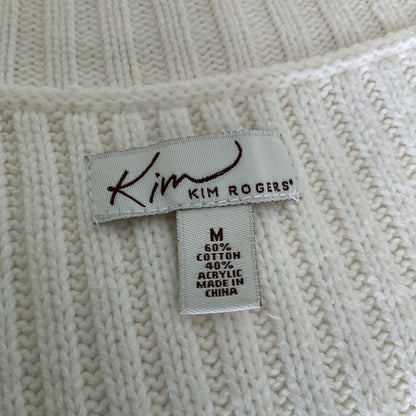 Kim
KIM ROGERS®
M
60%
COTTON
40%
ACRYLIC
MADE IN
CHINA